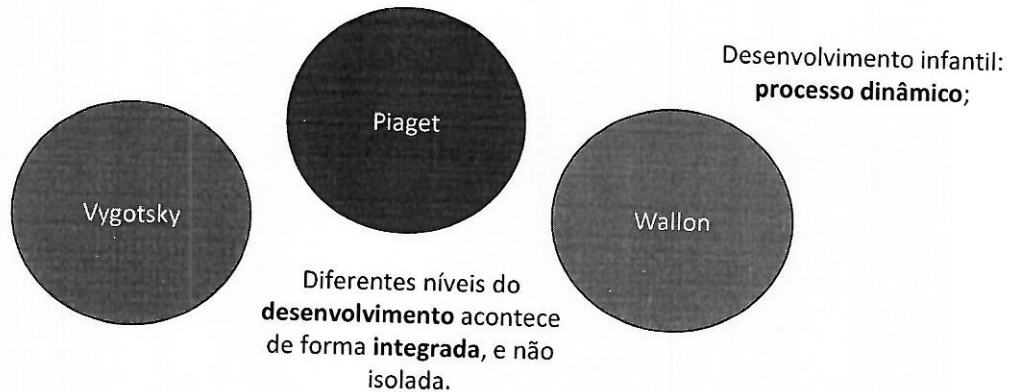 Desenvolvimento infantil:
processo dinâmico;
Piaget
Vygotsky
Wallon
Diferentes níveis do
desenvolvimento acontece
de forma integrada, e não
isolada.